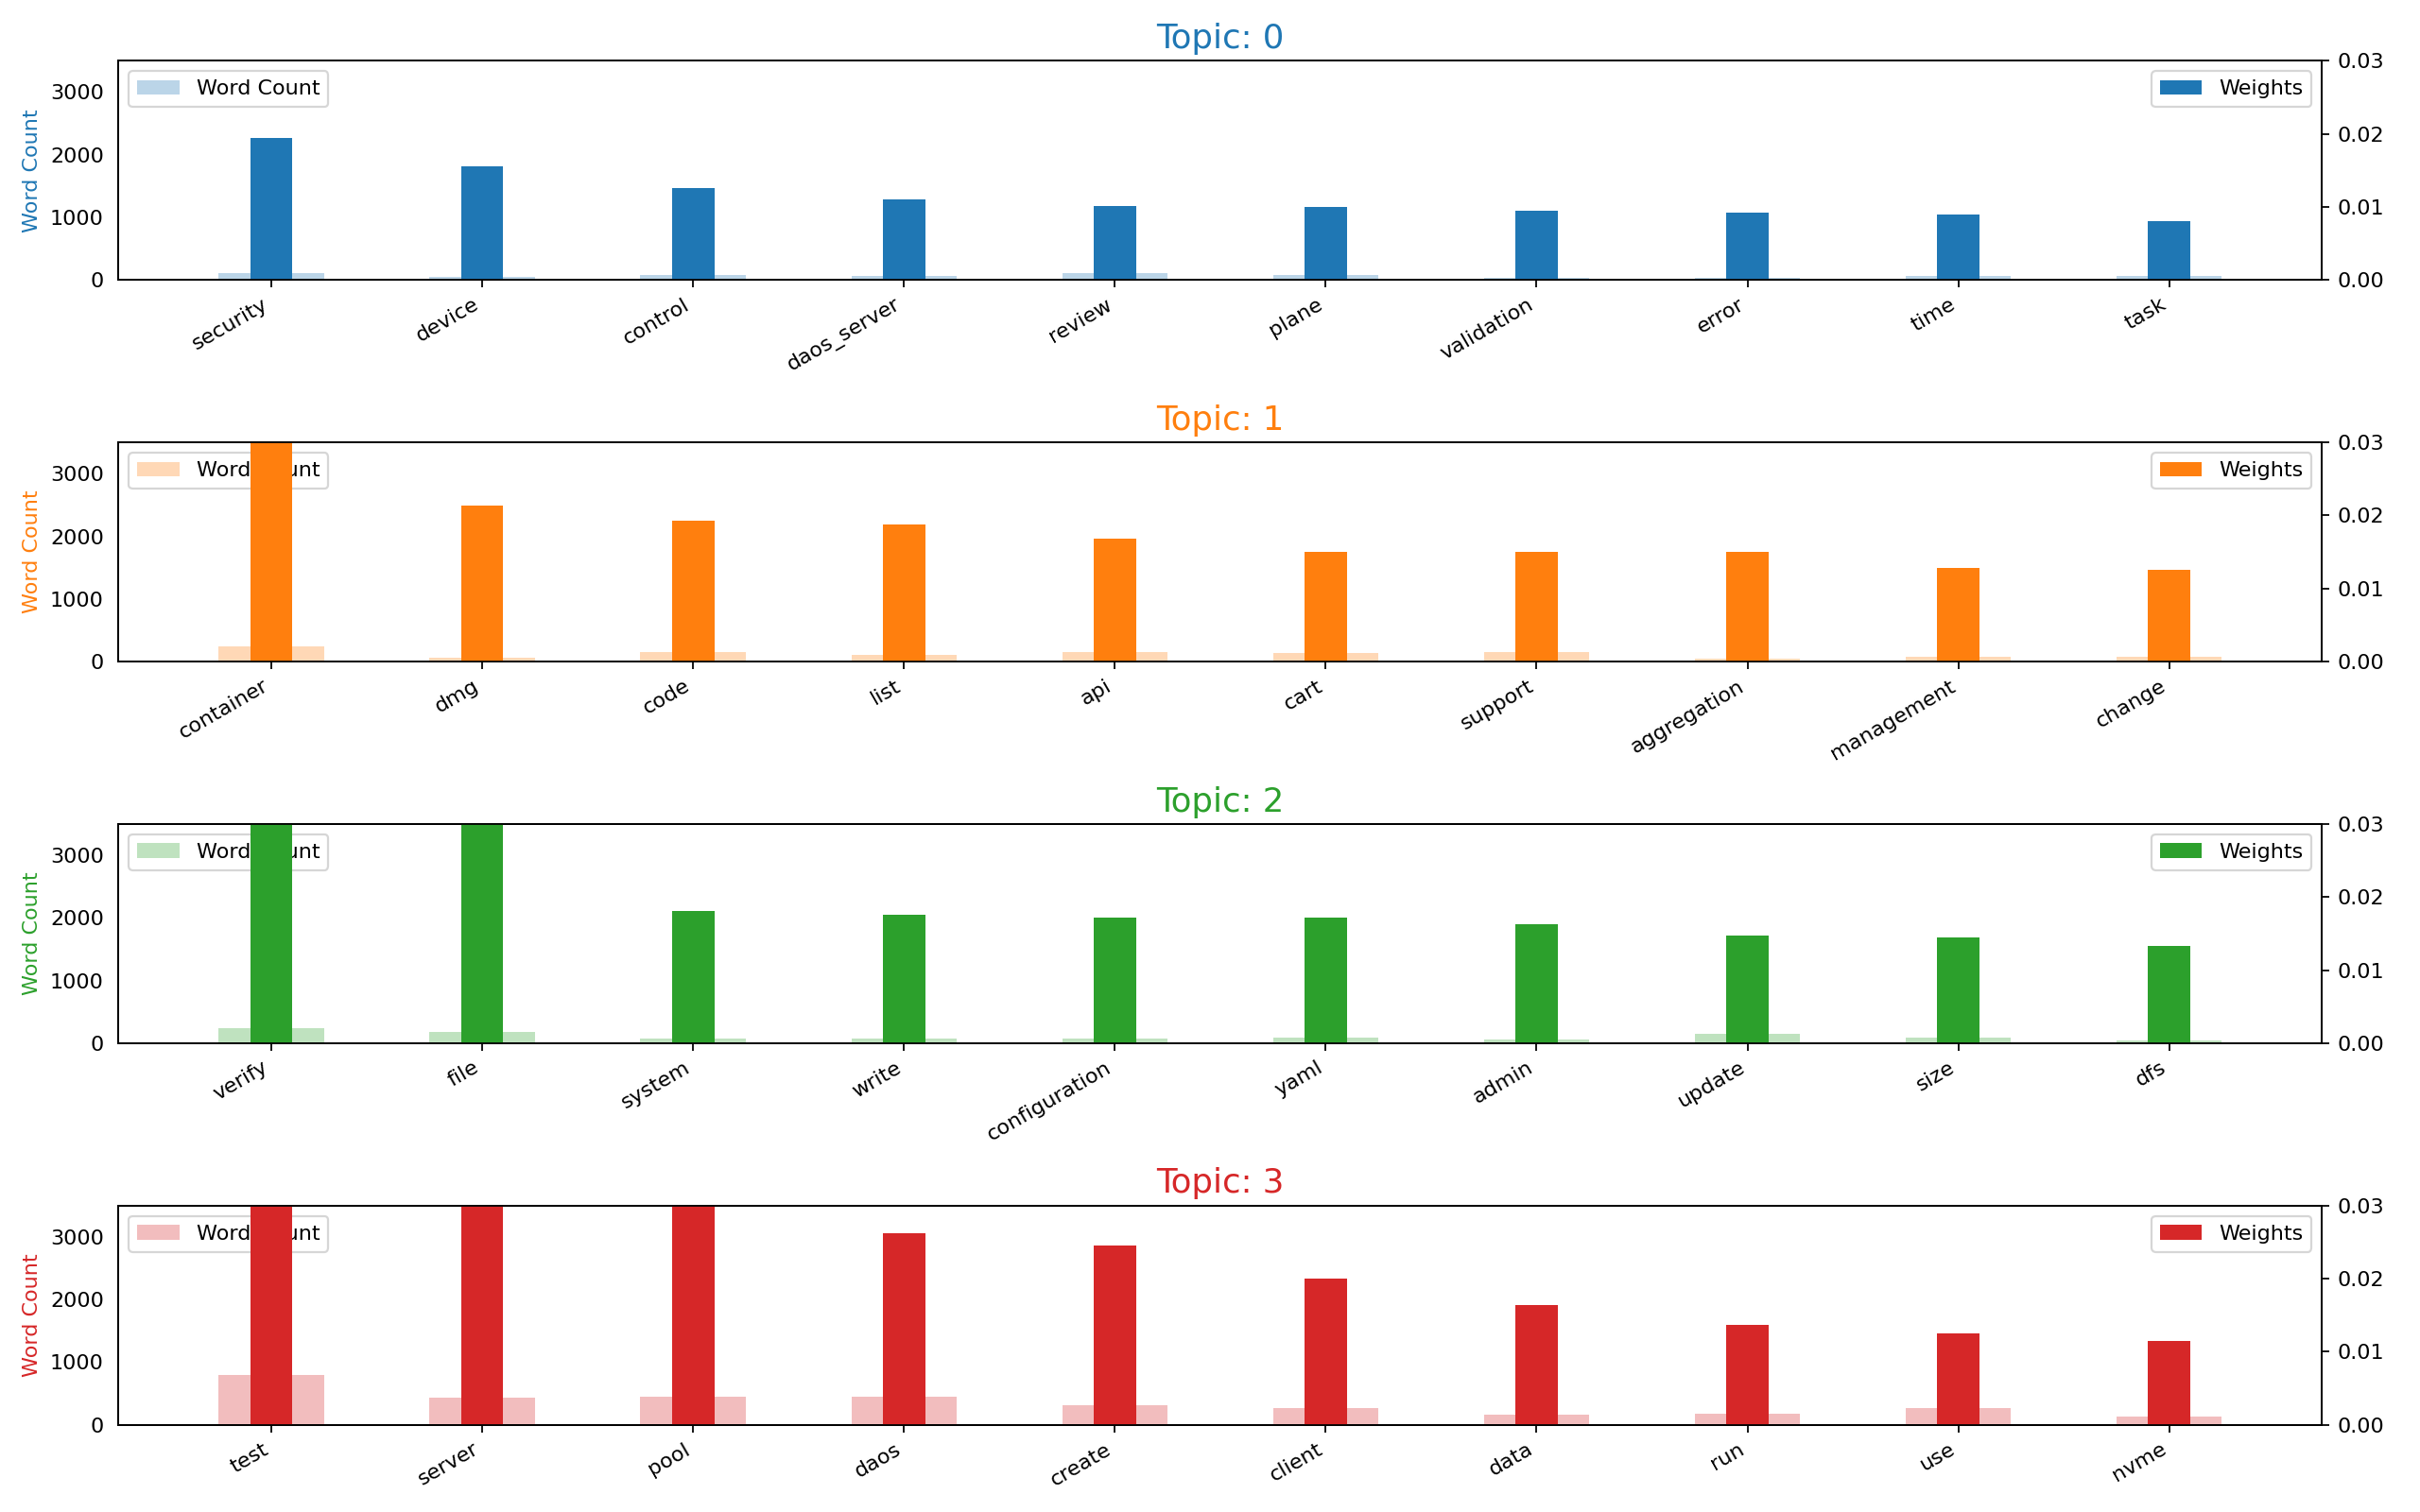 Topic: 0
Word Count
Weights
Word Count
3000
2000
1000
0
0.03
0.02
0.01
0.00
security device control daos_server review plane validation error time task
Topic: 1
Word unt
Weights
Word Count
3000
2000
1000
0
0.03
0.02
0.01
0.00
container dmg code list api cart support aggregation management change
Topic: 2
Word unt
Weights
Word Count
3000
2000
1000
0
0.03
0.02
0.01
0.00
verify file system write configuration yaml admin update size dfs
Topic: 3
Word unt
Weights
Word Count
3000
2000
1000
0
0.03
0.02
0.01
0.00
test server pool daos create client data run use nvme